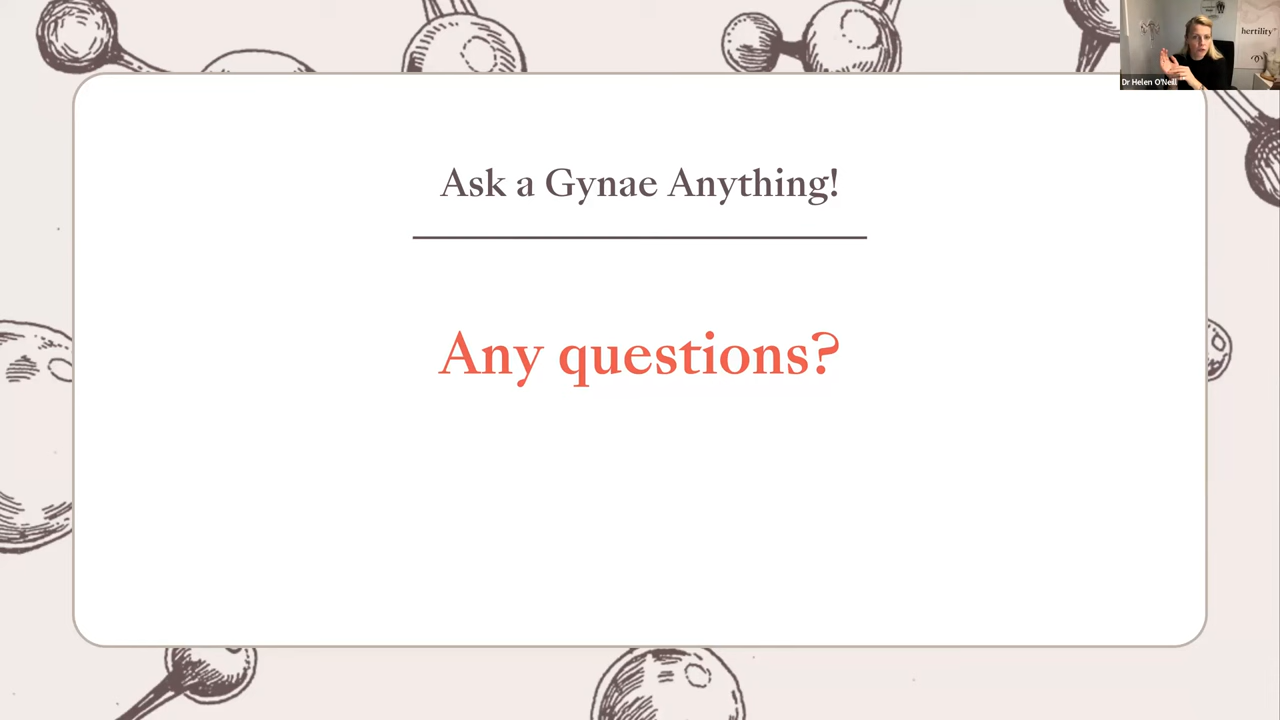 hertility
Dr Helen O'Neill
Ask a Gynae Anything!
Any questions?